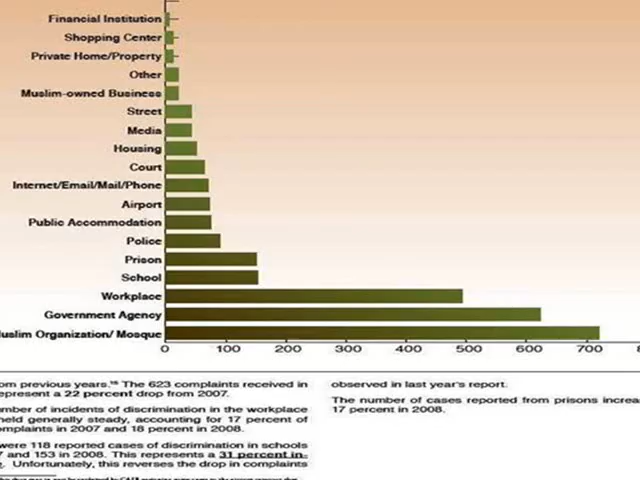 Financial Institution
Shopping Center
Private Home/Property
Other
Muslim-owned Business
Street
Media
Housing
Court
Internet/Email/Mail/Phone
Airport
Public Accommodation
Police
Prison
School
Workplace
Government Agency
uslim Organization/ Mosque
0 100 200 300 400 500 600 700 8
om previous years.¹⁸ The 623 complaints received in
epresent a 22 percent drop from 2007.
mber of incidents of discrimination in the workplace
held generally steady, accounting for 17 percent of
omplaints in 2007 and 18 percent in 2008.
were 118 reported cases of discrimination in schools
7 and 153 in 2008. This represents a 31 percent in-
. Unfortunately, this reverses the drop in complaints
observed in last year's report.
The number of cases reported from prisons increa
17 percent in 2008.